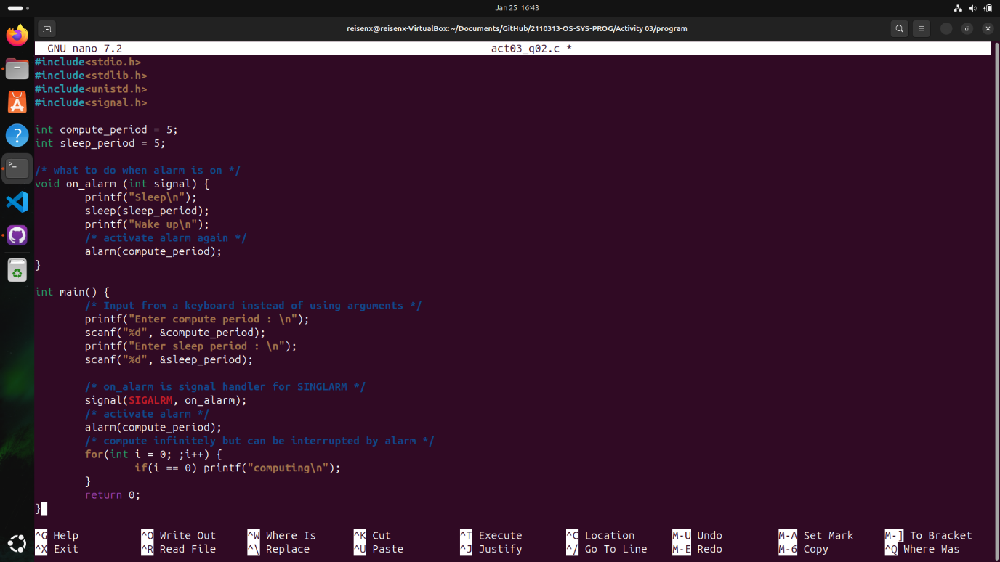 Jan 25 16:43
reisenx@reisenx-VirtualBox: ~/Documents/GitHub/2110313-OS-SYS-PROG/Activity 03/program
GNU nano 7.2 act03_q02.c *
#include<stdio.h>
#include<stdlib.h>
#include<unistd.h>
#include<signal.h>
int compute_period = 5;
int sleep_period = 5;
/* what to do when alarm is on */
void on_alarm (int signal) {
printf("Sleep\n");
sleep(sleep_period);
printf("Wake up\n");
/* activate alarm again */
alarm(compute_period);
}
int main() {
/* Input from a keyboard instead of using arguments */
printf("Enter compute period : \n");
scanf("%d", &compute_period);
printf("Enter sleep period : \n");
scanf("%d", &sleep_period);
/* on_alarm is signal handler for SINGLARM */
signal(SIGALRM, on_alarm);
/* activate alarm */
alarm(compute_period);
/* compute infinitely but can be interrupted by alarm */
for(int i = 0; ;i++) {
if(i == 0) printf("computing\n");
}
return 0;
}
^G Help ^O Write Out ^W Where Is ^K Cut ^T Execute ^C Location M-U Undo M-A Set Mark M-] To Bracket
^X Exit ^R Read File ^\ Replace ^U Paste ^J Justify ^/ Go To Line M-E Redo M-6 Copy ^Q Where Was